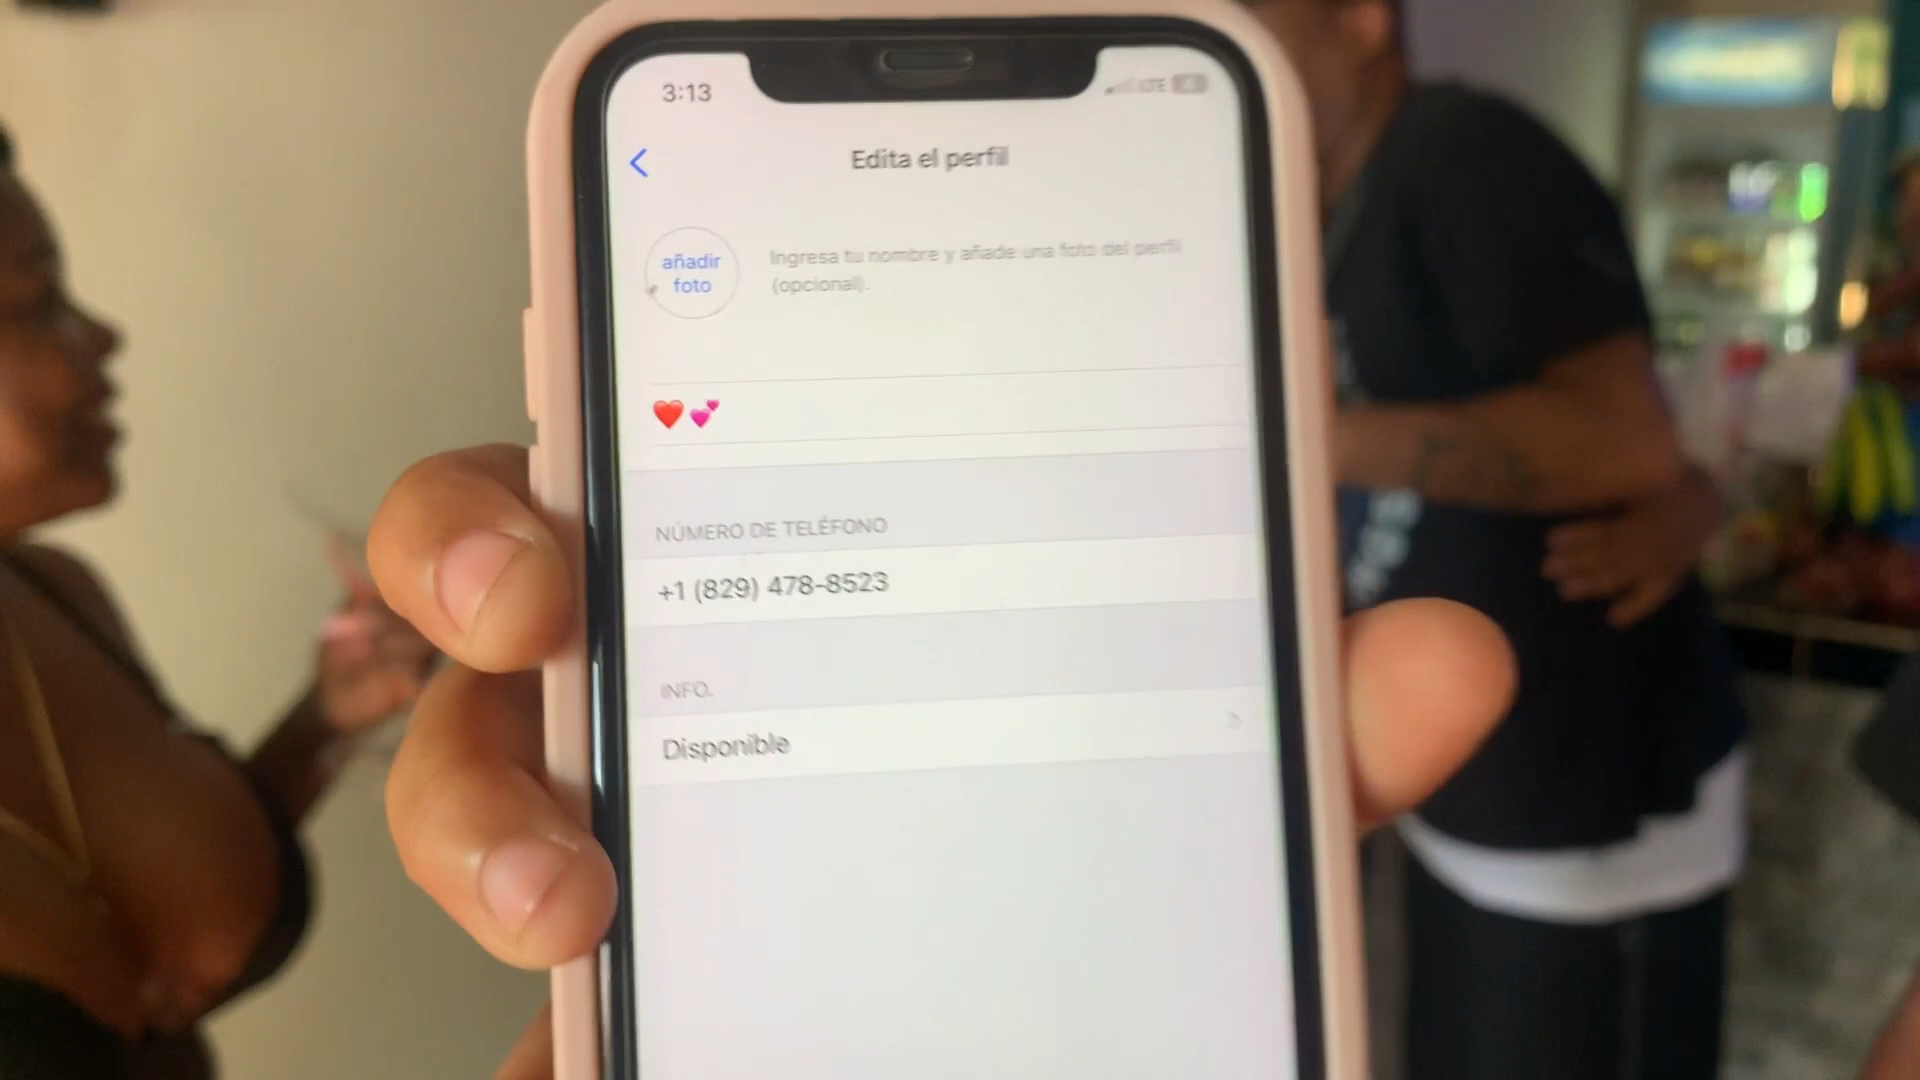 3:13
LTE
Edita el perfil
añadir
foto
Ingresa tu nombre y añade una foto del perfil
(opcional).
❤️💕
NÚMERO DE TELÉFONO
+1 (829) 478-8523
INFO.
Disponible